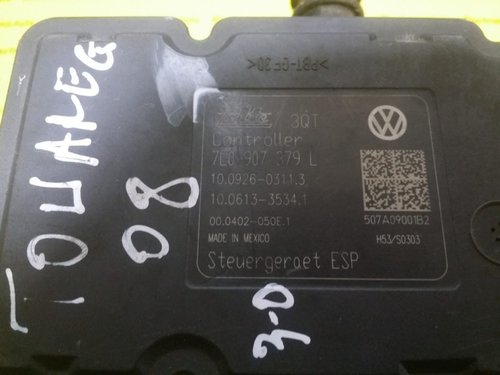 >PBT-GF30<
3QT
Controller
7L0 907 379 L
10.0926-0311.3
10.0613-3534.1
00.0402-050E.1
507A09001B2
MADE IN MEXICO
H53/S0303
Steuergeraet ESP
TOUAREG
08
3.0